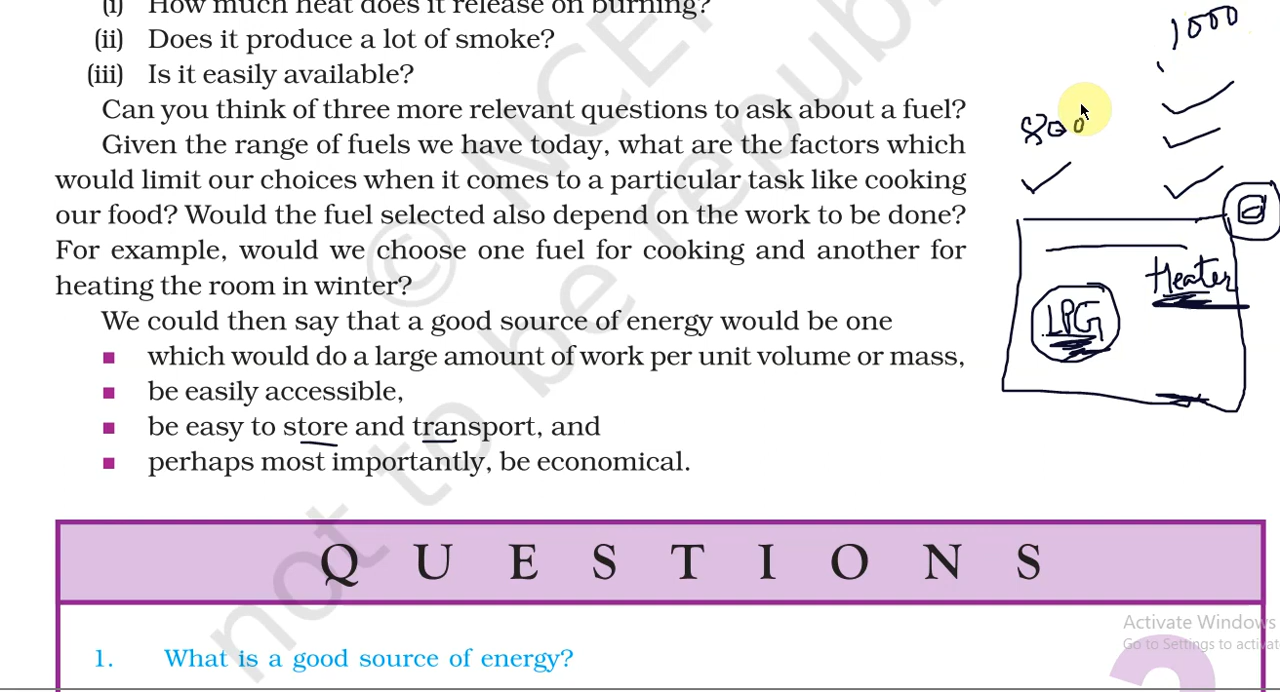 (i) How much heat does it release on burning?
(ii) Does it produce a lot of smoke?
(iii) Is it easily available?
Can you think of three more relevant questions to ask about a fuel?
Given the range of fuels we have today, what are the factors which
would limit our choices when it comes to a particular task like cooking
our food? Would the fuel selected also depend on the work to be done?
For example, would we choose one fuel for cooking and another for
heating the room in winter?
We could then say that a good source of energy would be one
which would do a large amount of work per unit volume or mass,
be easily accessible,
be easy to store and transport, and
perhaps most importantly, be economical.
1000
800
Heater
LPG
QUESTIONS
1. What is a good source of energy?
Activate Windows
Go to Settings to activat
© NCER
not to be republ